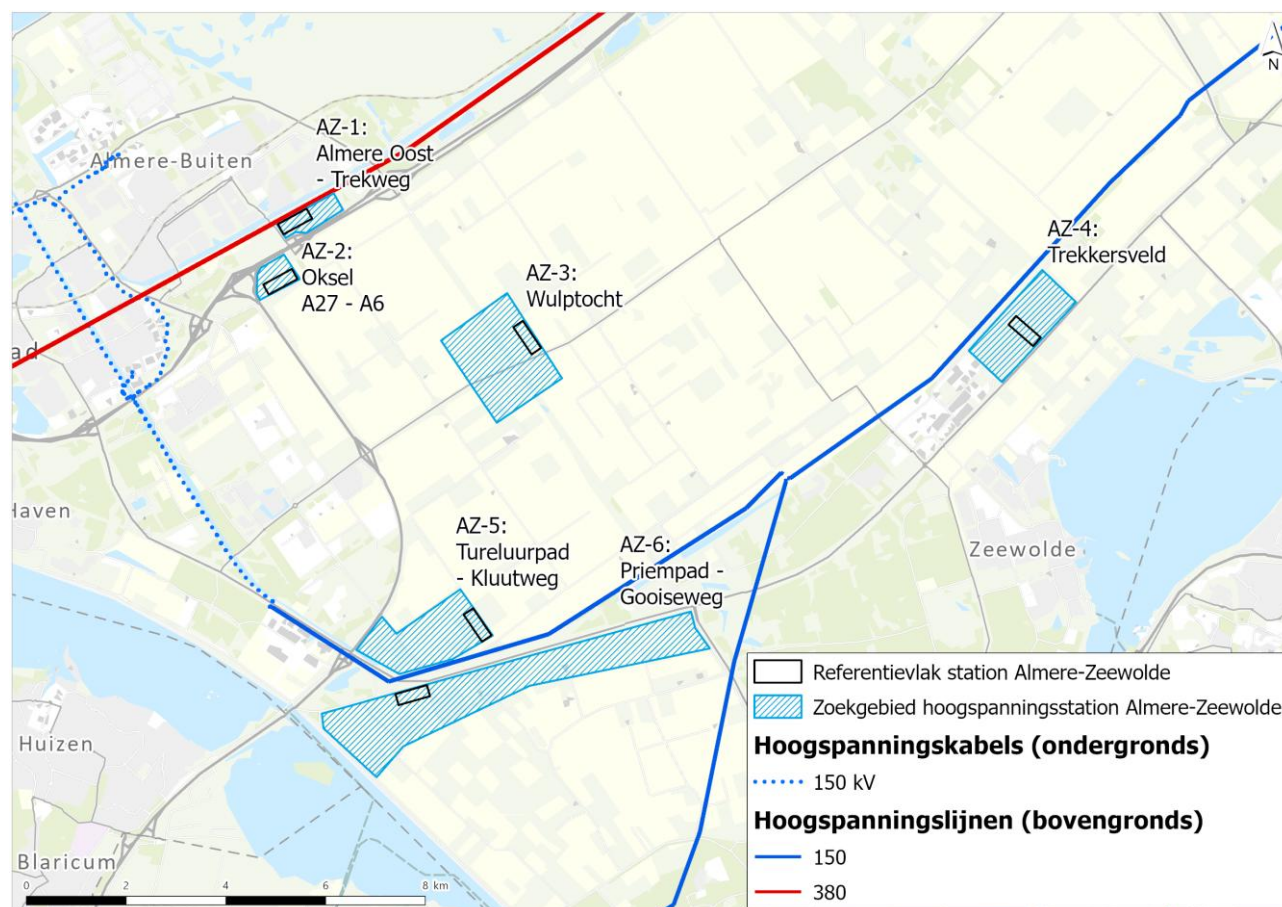 N
AZ-1:
Almere Oost
- Trekweg
Almere-Buiten
AZ-2:
Oksel
A27 - A6
AZ-3:
Wulptocht
AZ-4:
Trekkersveld
ad
Haven
AZ-5:
Tureluurpad
- Kluutweg
AZ-6:
Priempad -
Gooiseweg
Zeewolde
Huizen
Blaricum
0 2 4 6 8 km
Referentievlak station Almere-Zeewolde
Zoekgebied hoogspanningsstation Almere-Zeewolde
Hoogspanningskabels (ondergronds)
150 kV
Hoogspanningslijnen (bovengronds)
150
380